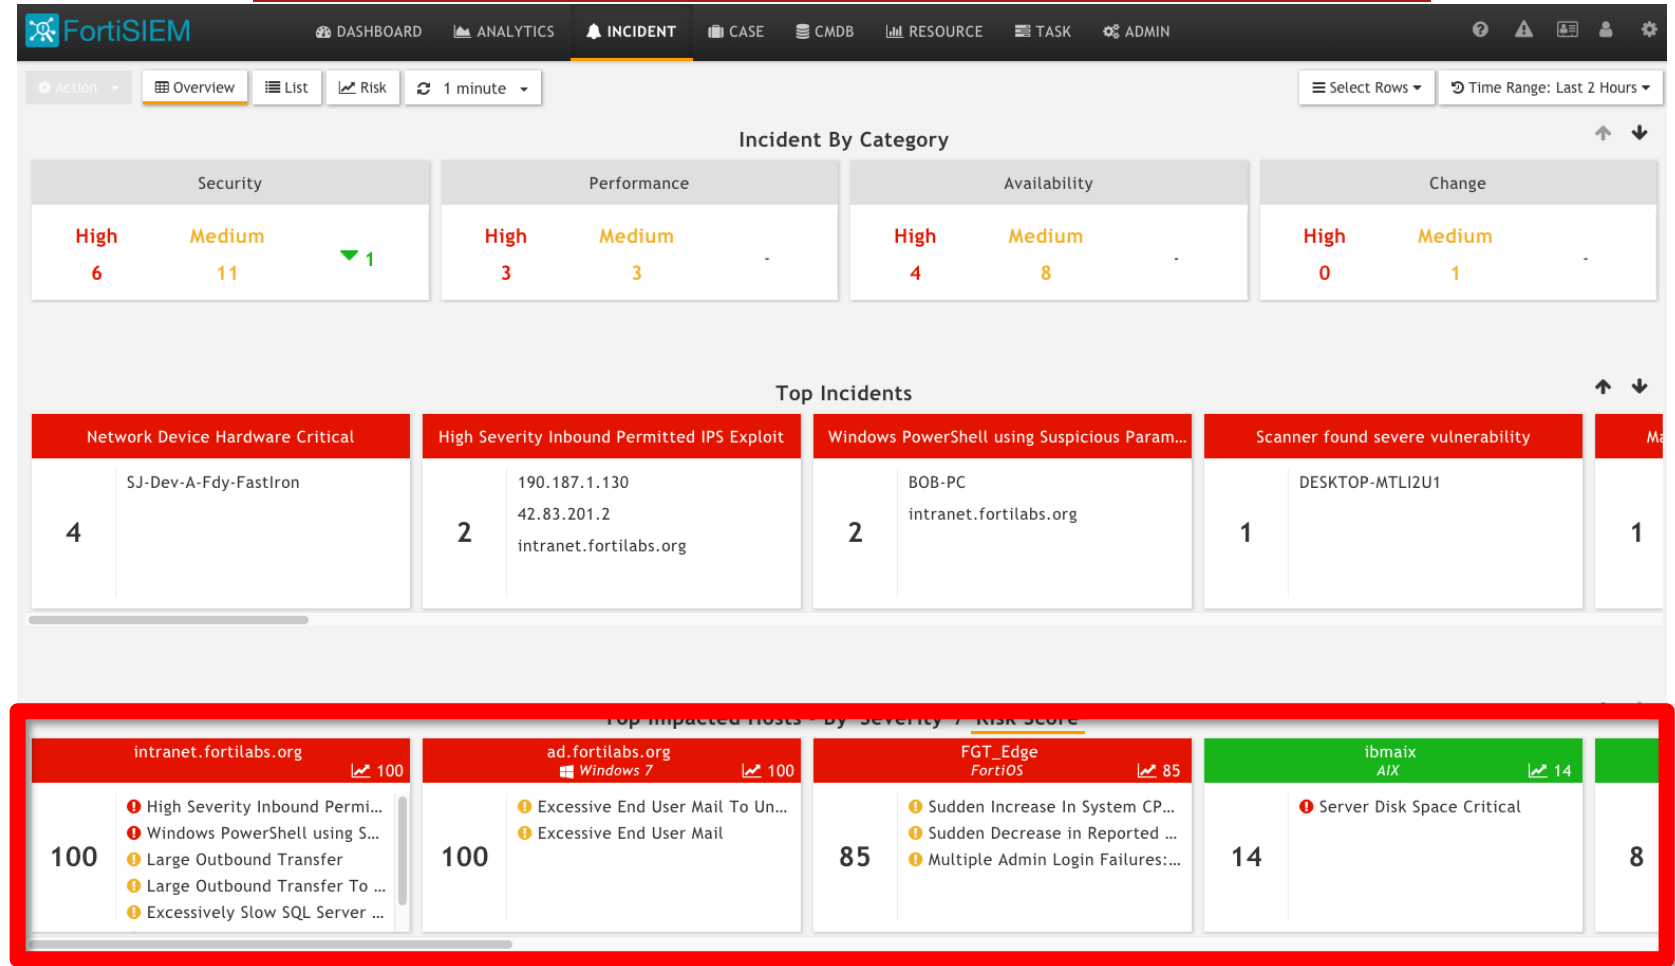 FortiSIEM
DASHBOARD ANALYTICS INCIDENT CASE CMDB RESOURCE TASK ADMIN
Action Overview List Risk 1 minute Select Rows Time Range: Last 2 Hours
Incident By Category
Security Performance Availability Change
High Medium High Medium High Medium High Medium
6 11 1 3 3 - 4 8 - 0 1 -
Top Incidents
Network Device Hardware Critical
4
SJ-Dev-A-Fdy-FastIron
High Severity Inbound Permitted IPS Exploit
2
190.187.1.130
42.83.201.2
intranet.fortilabs.org
Windows PowerShell using Suspicious Param...
2
BOB-PC
intranet.fortilabs.org
Scanner found severe vulnerability
1
DESKTOP-MTLI2U1
1
Top Impacted Hosts - By Severity / Risk Score
intranet.fortilabs.org
100
100
High Severity Inbound Permi...
Windows PowerShell using S...
Large Outbound Transfer
Large Outbound Transfer To ...
Excessively Slow SQL Server ...
ad.fortilabs.org
Windows 7 100
100
Excessive End User Mail To Un...
Excessive End User Mail
FGT_Edge
FortiOS 85
85
Sudden Increase In System CP...
Sudden Decrease in Reported ...
Multiple Admin Login Failures:...
ibmaix
AIX 14
14
Server Disk Space Critical
8